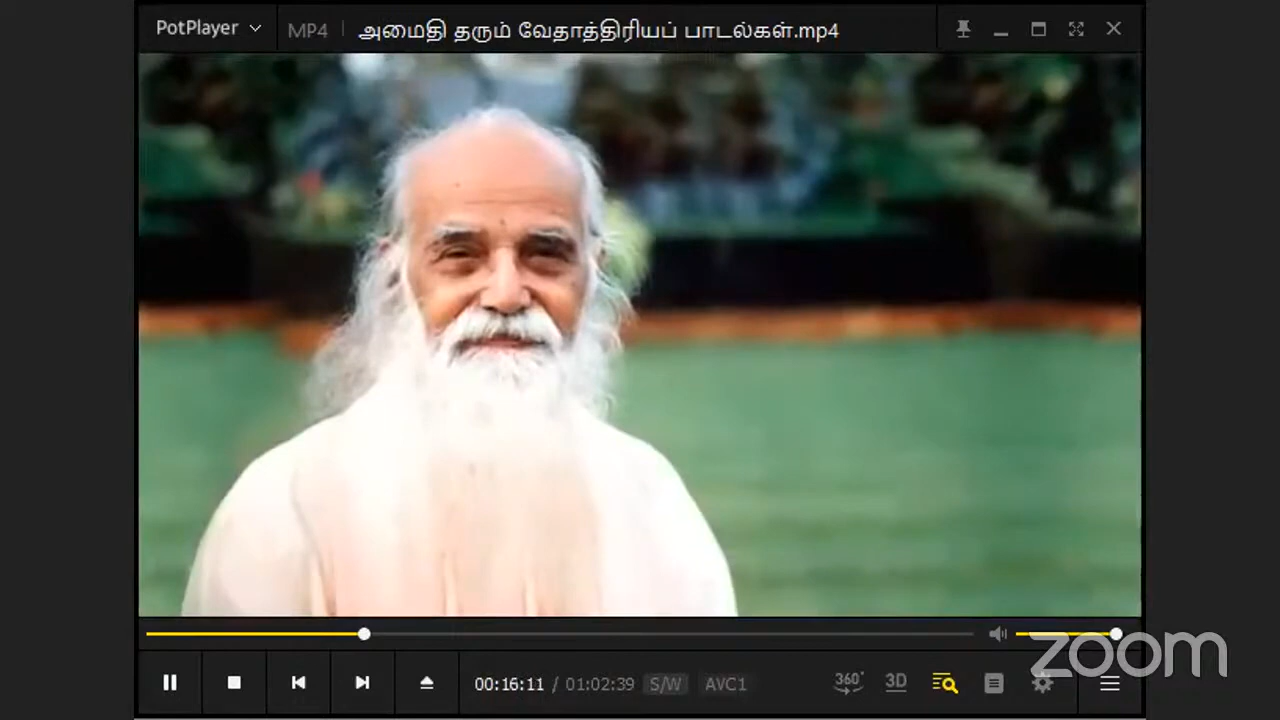 PotPlayer MP4 அமைதி தரும் வேதாத்திரியப் பாடல்கள்.mp4
00:16:11 / 01:02:39 S/W AVC1 360° 3D
zoom